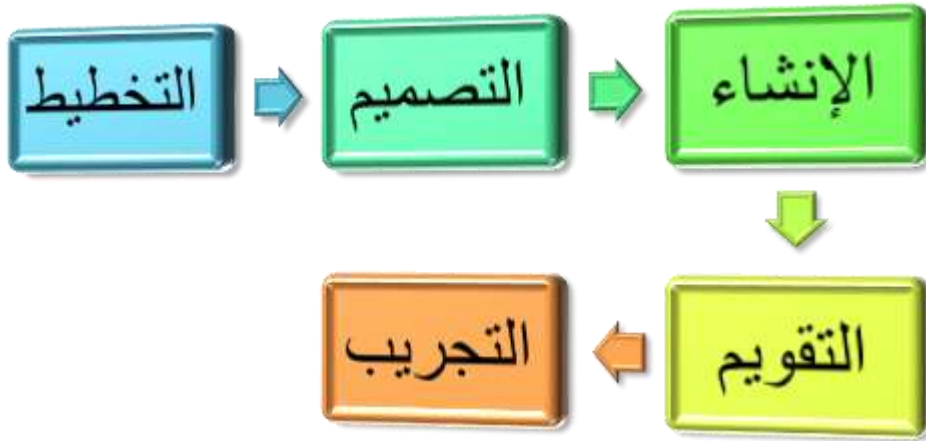 التخطيط
التصميم
الإنشاء
التقويم
التجريب